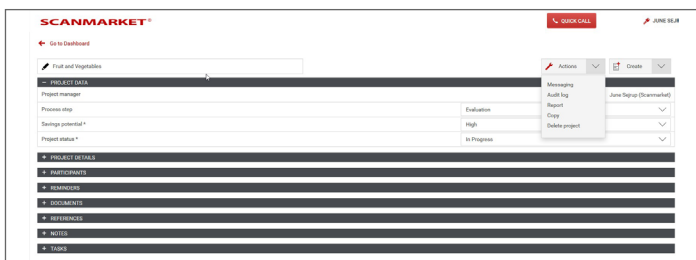 SCANMARKET®
QUICK CALL
JUNE SEJR
Go to Dashboard
Fruit and Vegetables
Actions
Create
Messaging
Audit log
Report
Copy
Delete project
− PROJECT DATA
Project manager
June Sejrup (Scanmarket)
Process step
Evaluation
Savings potential *
High
Project status *
In Progress
+ PROJECT DETAILS
+ PARTICIPANTS
+ REMINDERS
+ DOCUMENTS
+ REFERENCES
+ NOTES
+ TASKS